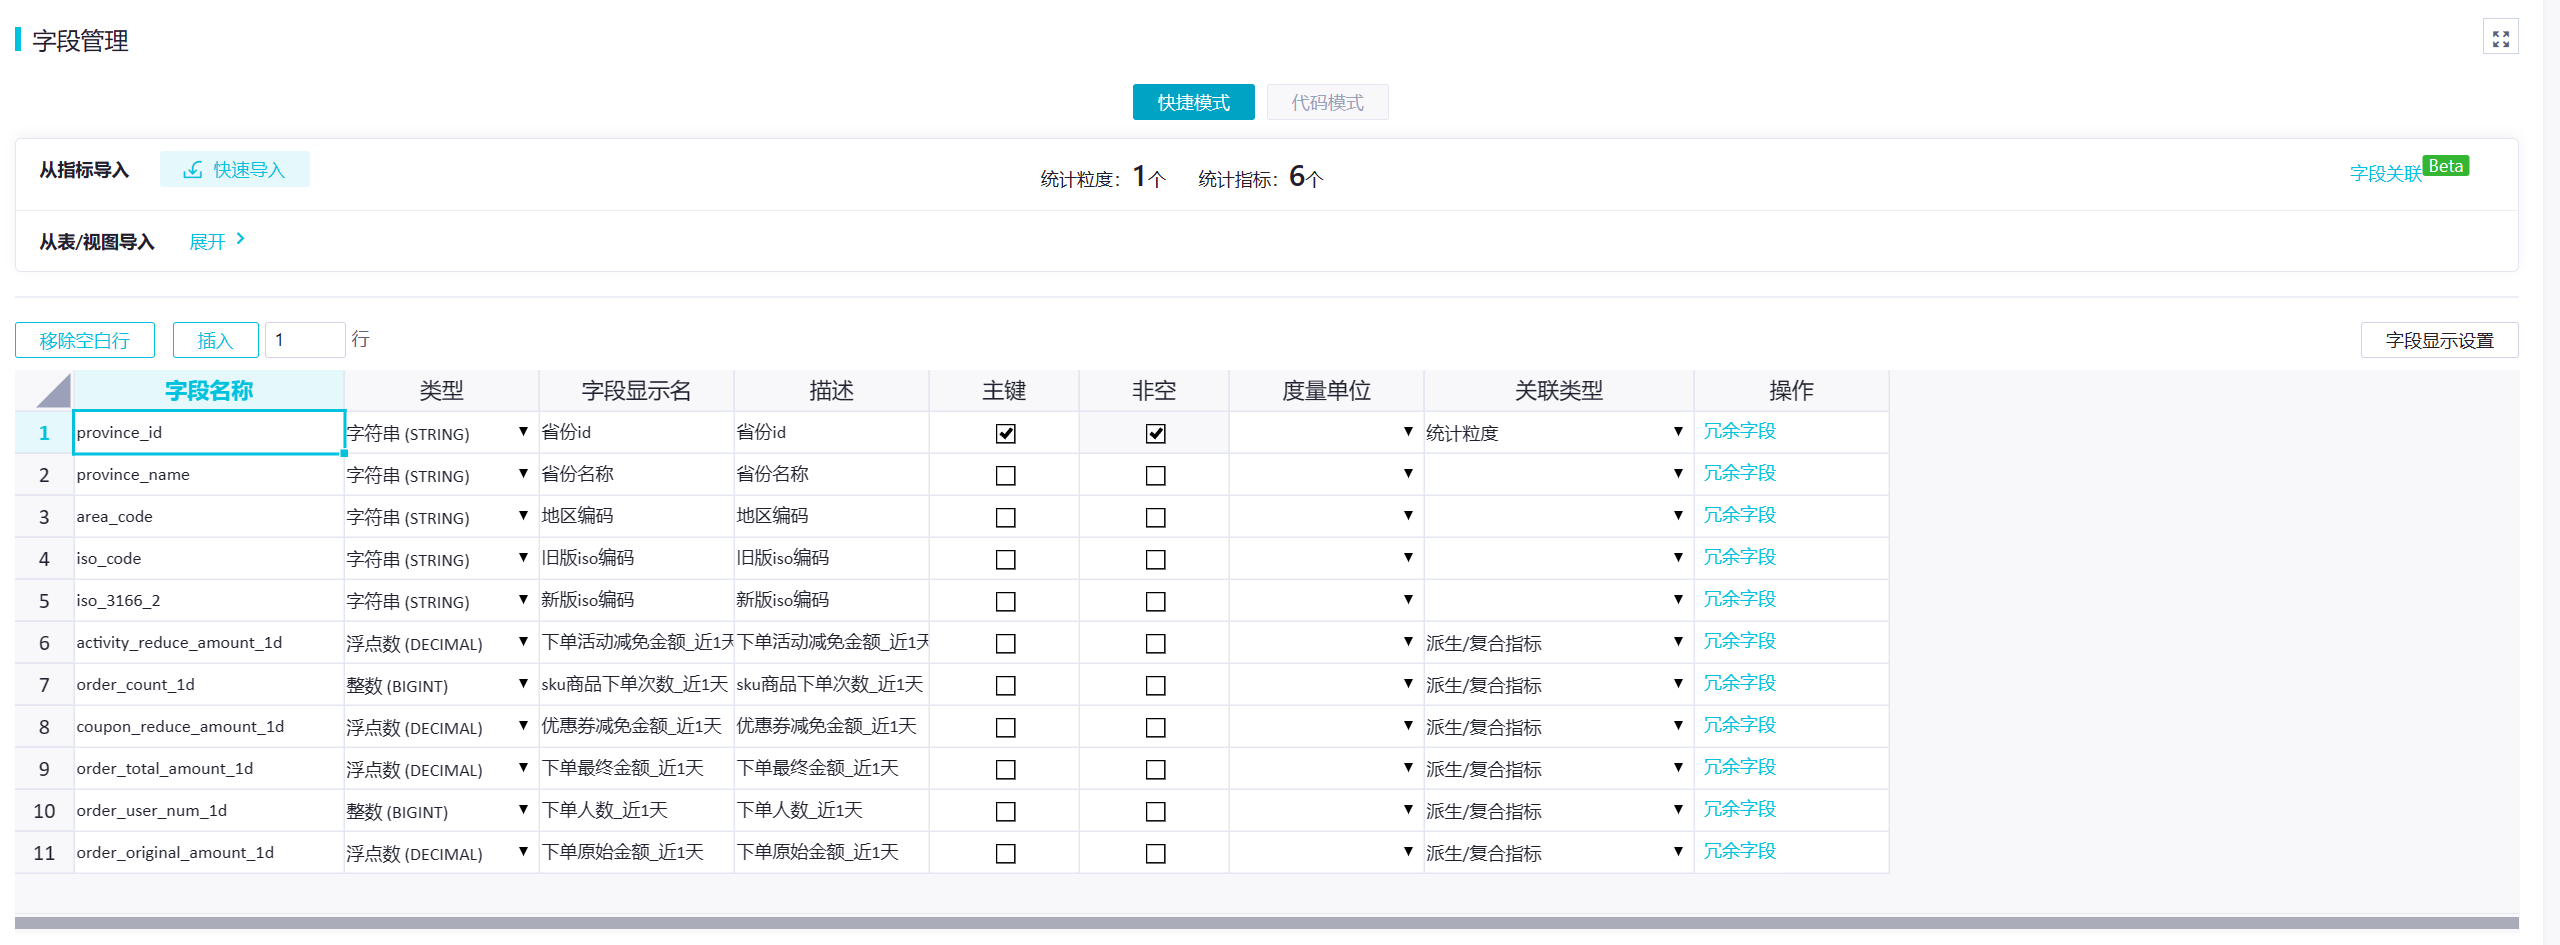 字段管理
快捷模式 代码模式
从指标导入 快速导入 统计粒度：1个 统计指标：6个 字段关联 Beta
从表/视图导入 展开
移除空白行 插入 1 行 字段显示设置
字段名称 类型 字段显示名 描述 主键 非空 度量单位 关联类型 操作
1 province_id 字符串 (STRING) 省份id 省份id 统计粒度 冗余字段
2 province_name 字符串 (STRING) 省份名称 省份名称 冗余字段
3 area_code 字符串 (STRING) 地区编码 地区编码 冗余字段
4 iso_code 字符串 (STRING) 旧版iso编码 旧版iso编码 冗余字段
5 iso_3166_2 字符串 (STRING) 新版iso编码 新版iso编码 冗余字段
6 activity_reduce_amount_1d 浮点数 (DECIMAL) 下单活动减免金额_近1天 下单活动减免金额_近1天 派生/复合指标 冗余字段
7 order_count_1d 整数 (BIGINT) sku商品下单次数_近1天 sku商品下单次数_近1天 派生/复合指标 冗余字段
8 coupon_reduce_amount_1d 浮点数 (DECIMAL) 优惠券减免金额_近1天 优惠券减免金额_近1天 派生/复合指标 冗余字段
9 order_total_amount_1d 浮点数 (DECIMAL) 下单最终金额_近1天 下单最终金额_近1天 派生/复合指标 冗余字段
10 order_user_num_1d 整数 (BIGINT) 下单人数_近1天 下单人数_近1天 派生/复合指标 冗余字段
11 order_original_amount_1d 浮点数 (DECIMAL) 下单原始金额_近1天 下单原始金额_近1天 派生/复合指标 冗余字段